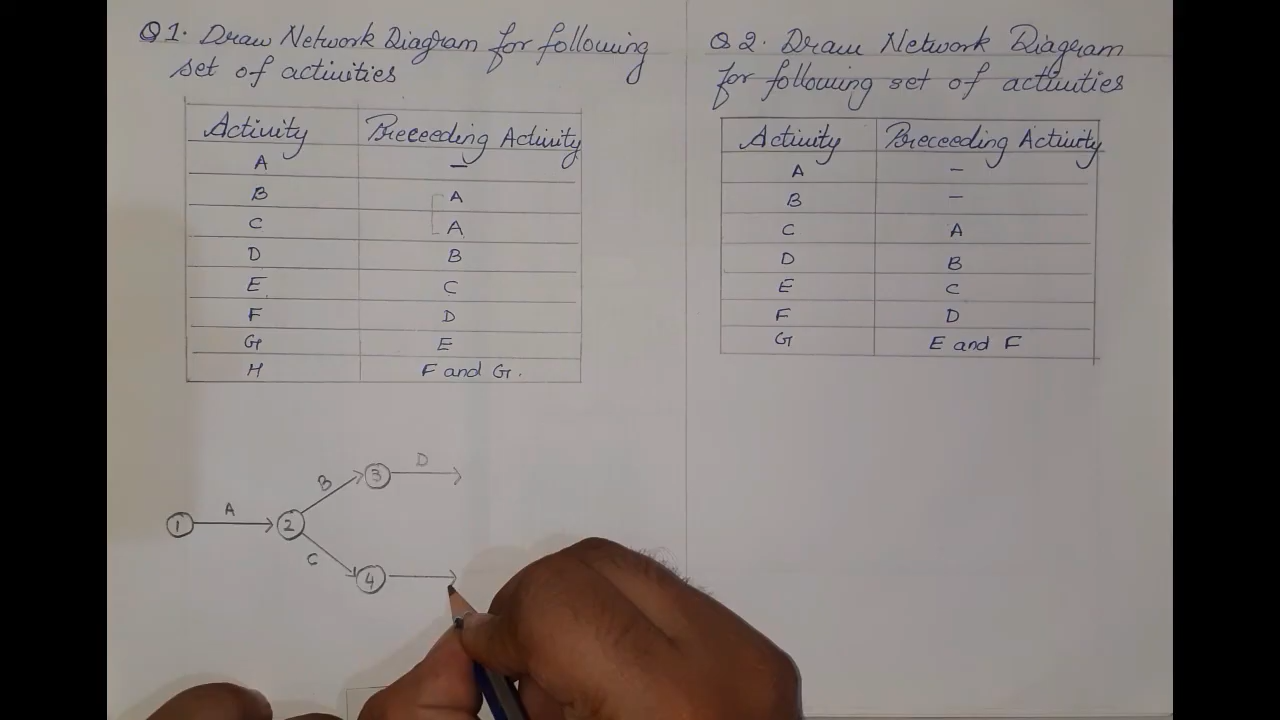 Q1. Draw Network Diagram for following
set of activities
Activity Preceeding Activity
A –
B A
C A
D B
E C
F D
G E
H F and G.
Q2. Draw Network Diagram
for following set of activities
Activity Preceeding Activity
A –
B –
C A
D B
E C
F D
G E and F
1 A 2 B 3 D
C 4